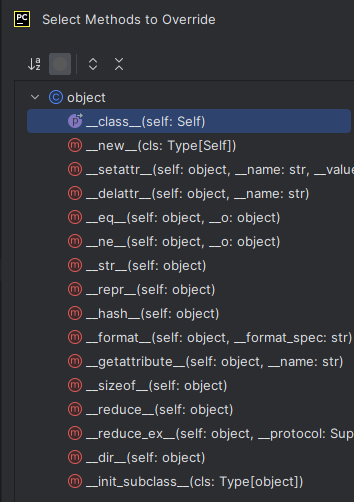 PC Select Methods to Override
a z
C object
p __class__(self: Self)
m __new__(cls: Type[Self])
m __setattr__(self: object, __name: str, __value
m __delattr__(self: object, __name: str)
m __eq__(self: object, __o: object)
m __ne__(self: object, __o: object)
m __str__(self: object)
m __repr__(self: object)
m __hash__(self: object)
m __format__(self: object, __format_spec: str)
m __getattribute__(self: object, __name: str)
m __sizeof__(self: object)
m __reduce__(self: object)
m __reduce_ex__(self: object, __protocol: Sup
m __dir__(self: object)
m __init_subclass__(cls: Type[object])